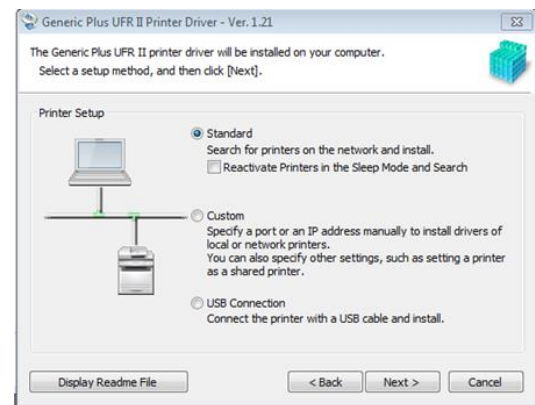 Generic Plus UFR II Printer Driver - Ver. 1.21
The Generic Plus UFR II printer driver will be installed on your computer.
Select a setup method, and then click [Next].
Printer Setup
Standard
Search for printers on the network and install.
Reactivate Printers in the Sleep Mode and Search
Custom
Specify a port or an IP address manually to install drivers of
local or network printers.
You can also specify other settings, such as setting a printer
as a shared printer.
USB Connection
Connect the printer with a USB cable and install.
Display Readme File
< Back
Next >
Cancel